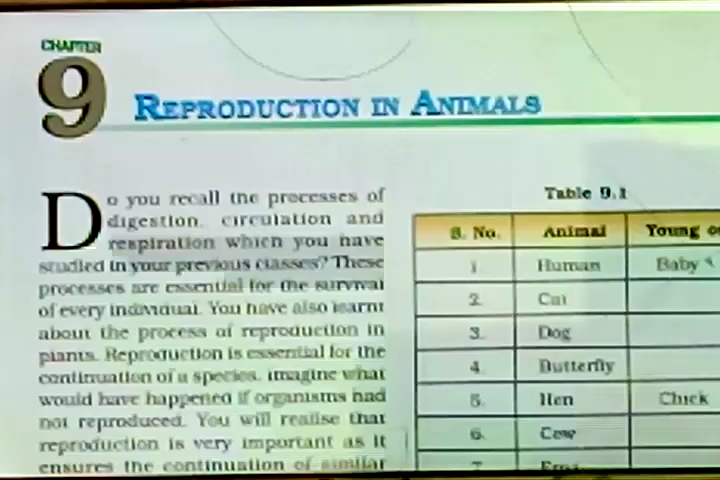 CHAPTER
9
REPRODUCTION IN ANIMALS
Do you recall the processes of
digestion, circulation and
respiration which you have
studied in your previous classes? These
processes are essential for the survival
of every individual. You have also learnt
about the process of reproduction in
plants. Reproduction is essential for the
continuation of a species. Imagine what
would have happened if organisms had
not reproduced. You will realise that
reproduction is very important as it
ensures the continuation of similar
Table 9.1
S. No. Animal Young
1. Human Baby
2. Cat
3. Dog
4. Butterfly
5. Hen Chick
6. Cow
7.